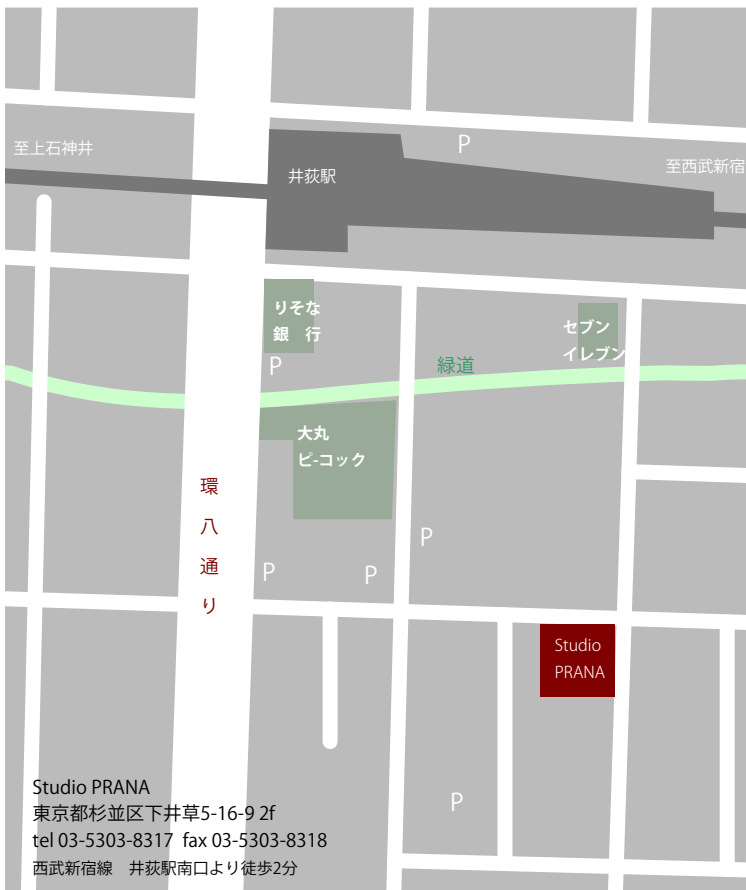 P
至上石神井
至西武新宿
井荻駅
りそな
銀　行
セブン
イレブン
P
緑道
大丸
ピ-コック
環
八
通
り
P
P
P
Studio
PRANA
P
Studio PRANA
東京都杉並区下井草5-16-9 2f
tel 03-5303-8317  fax 03-5303-8318
西武新宿線　井荻駅南口より徒歩2分